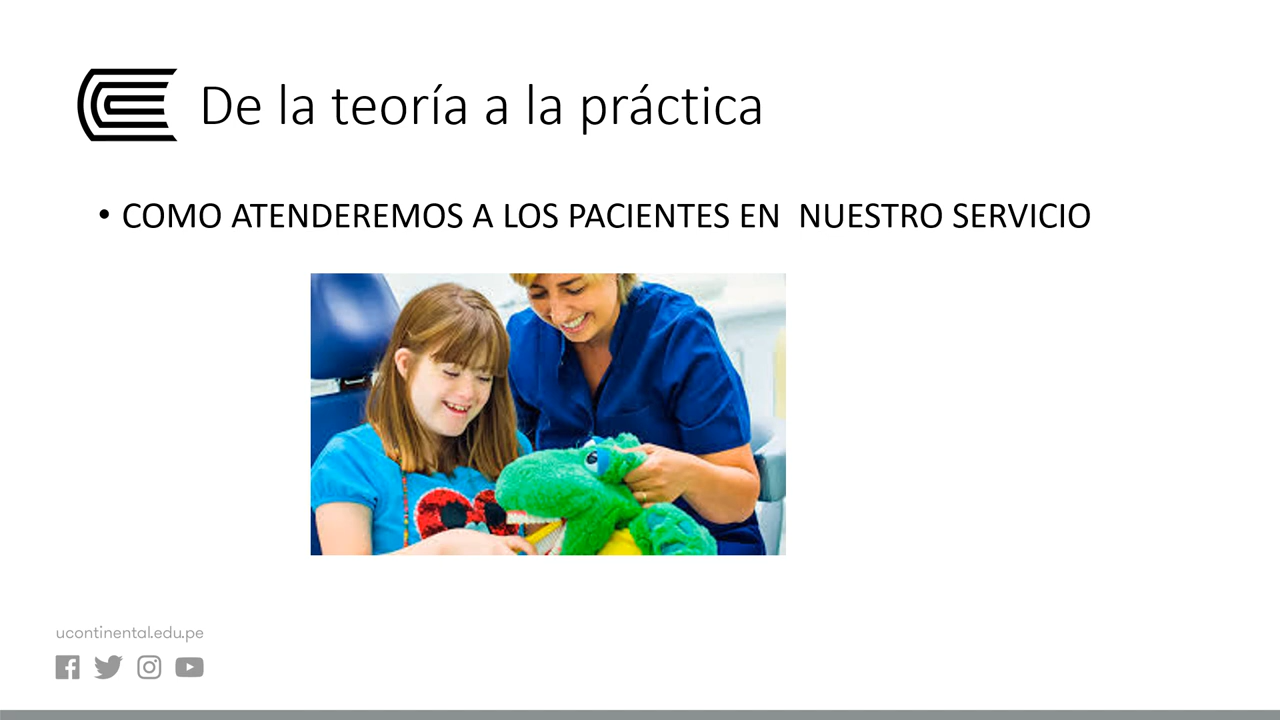 De la teoría a la práctica
• COMO ATENDEREMOS A LOS PACIENTES EN  NUESTRO SERVICIO
ucontinental.edu.pe